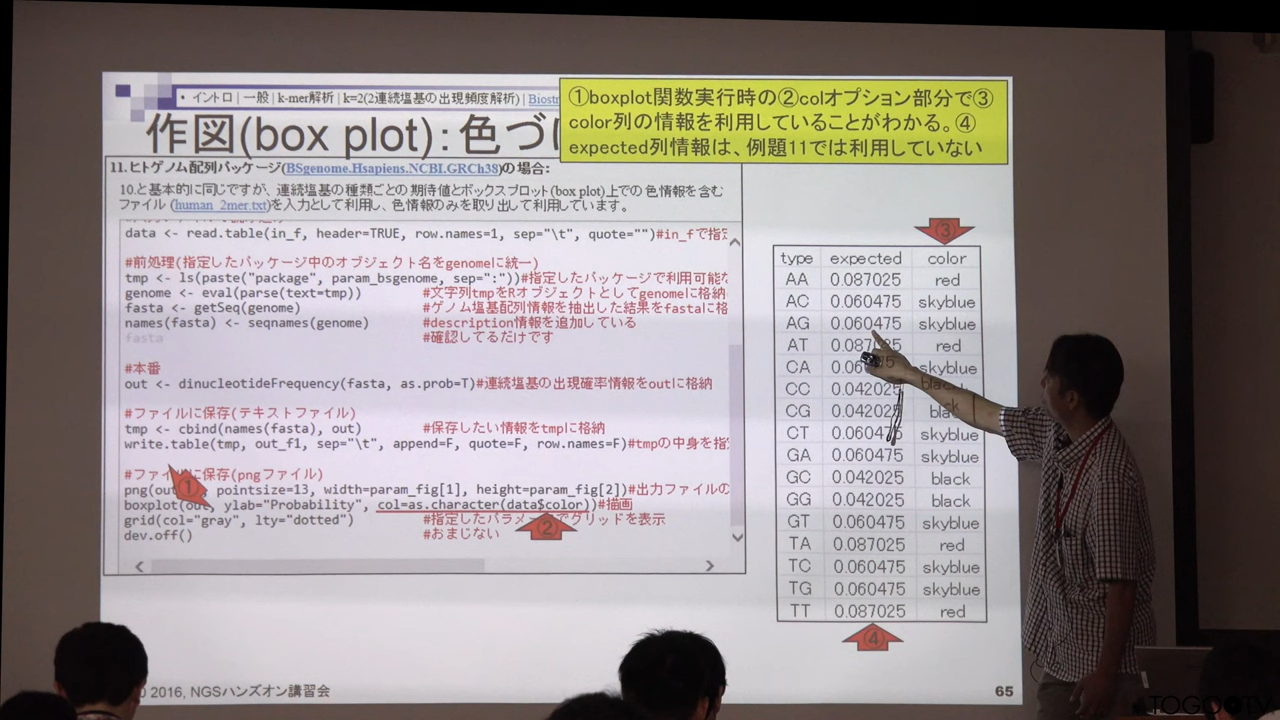 • イントロ | 一般 | k-mer解析 | k=2(2連続塩基の出現頻度解析) | Biostr
作図(box plot):色づ
①boxplot関数実行時の②colオプション部分で③
color列の情報を利用していることがわかる。④
expected列情報は、例題11では利用していない
11. ヒトゲノム配列パッケージ(BSgenome.Hsapiens.NCBI.GRCh38)の場合:
10.と基本的に同じですが、連続塩基の種類ごとの期待値とボックスプロット(box plot)上での色情報を含む
ファイル (human_2mer.txt)を入力として利用し、色情報のみを取り出して利用しています。
data <- read.table(in_f, header=TRUE, row.names=1, sep="\t", quote="")#in_fで指定
#前処理(指定したパッケージ中のオブジェクト名をgenomeに統一)
tmp <- ls(paste("package", param_bsgenome, sep=":"))#指定したパッケージで利用可能な
genome <- eval(parse(text=tmp)) #文字列tmpをRオブジェクトとしてgenomeに格納
fasta <- getSeq(genome) #ゲノム塩基配列情報を抽出した結果をfastaに格
names(fasta) <- seqnames(genome) #description情報を追加している
fasta #確認してるだけです
#本番
out <- dinucleotideFrequency(fasta, as.prob=T)#連続塩基の出現確率情報をoutに格納
#ファイルに保存(テキストファイル)
tmp <- cbind(names(fasta), out) #保存したい情報をtmpに格納
write.table(tmp, out_f1, sep="\t", append=F, quote=F, row.names=F)#tmpの中身を指
#ファイルに保存(pngファイル)
png(ou pointsize=13, width=param_fig[1], height=param_fig[2])#出力ファイルの
boxplot(ou, ylab="Probability", col=as.character(data$color))#描画
grid(col="gray", lty="dotted") #指定したパラメータでグリッドを表示
dev.off() #おまじない
①
②
③
type expected color
AA 0.087025 red
AC 0.060475 skyblue
AG 0.060475 skyblue
AT 0.087025 red
CA skyblue
CC 0.042025 black
CG 0.042025 black
CT 0.060475 skyblue
GA 0.060475 skyblue
GC 0.042025 black
GG 0.042025 black
GT 0.060475 skyblue
TA 0.087025 red
TC 0.060475 skyblue
TG 0.060475 skyblue
TT 0.087025 red
④
2016, NGSハンズオン講習会
65
TOGOTV